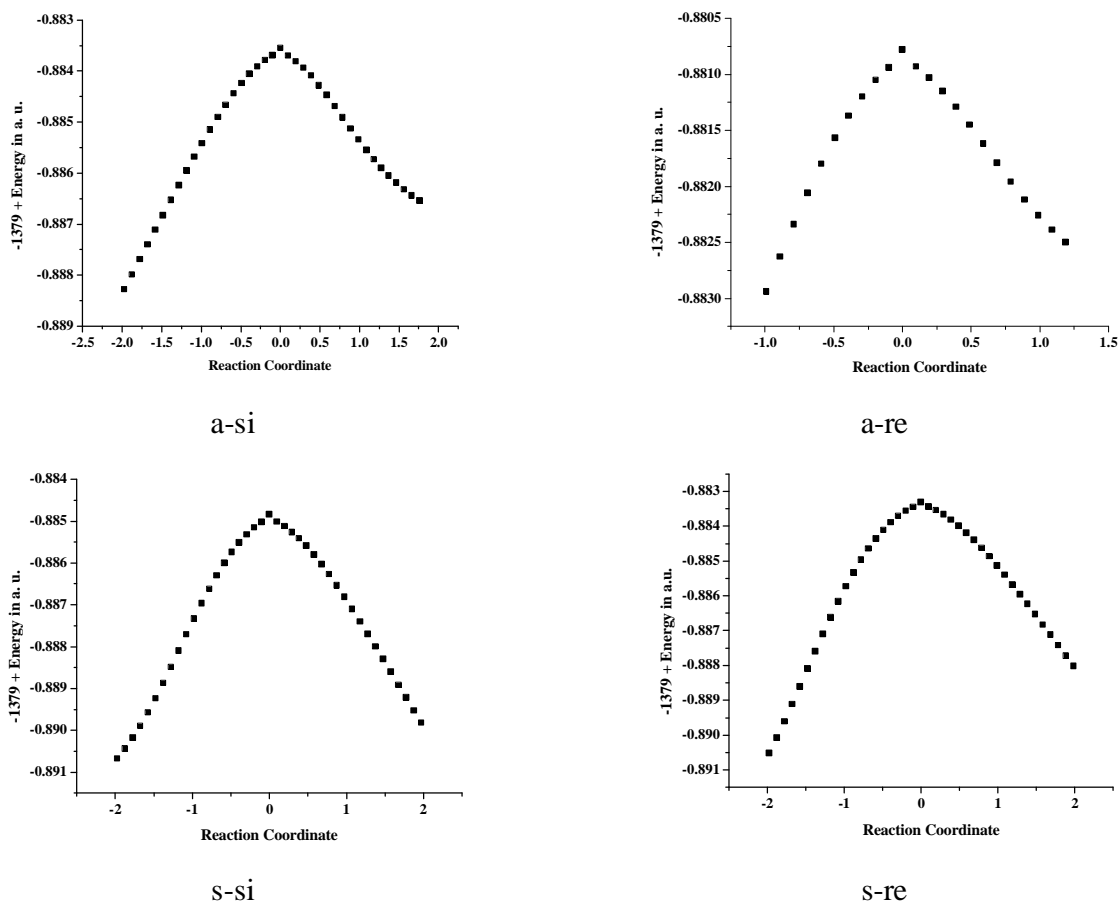 -0.883
-0.884
-0.885
-0.886
-0.887
-0.888
-0.889
-1379 + Energy in a. u.
-2.5 -2.0 -1.5 -1.0 -0.5 0.0 0.5 1.0 1.5 2.0
Reaction Coordinate
a-si
-0.8805
-0.8810
-0.8815
-0.8820
-0.8825
-0.8830
-1379 + Energy in a. u.
-1.0 -0.5 0.0 0.5 1.0 1.5
Reaction Coordinate
a-re
-0.884
-0.885
-0.886
-0.887
-0.888
-0.889
-0.890
-0.891
-1379 + Energy in a. u.
-2 -1 0 1 2
Reaction Coordinate
s-si
-0.883
-0.884
-0.885
-0.886
-0.887
-0.888
-0.889
-0.890
-0.891
-1379 + Energy in a.u.
-2 -1 0 1 2
Reaction Coordinate
s-re